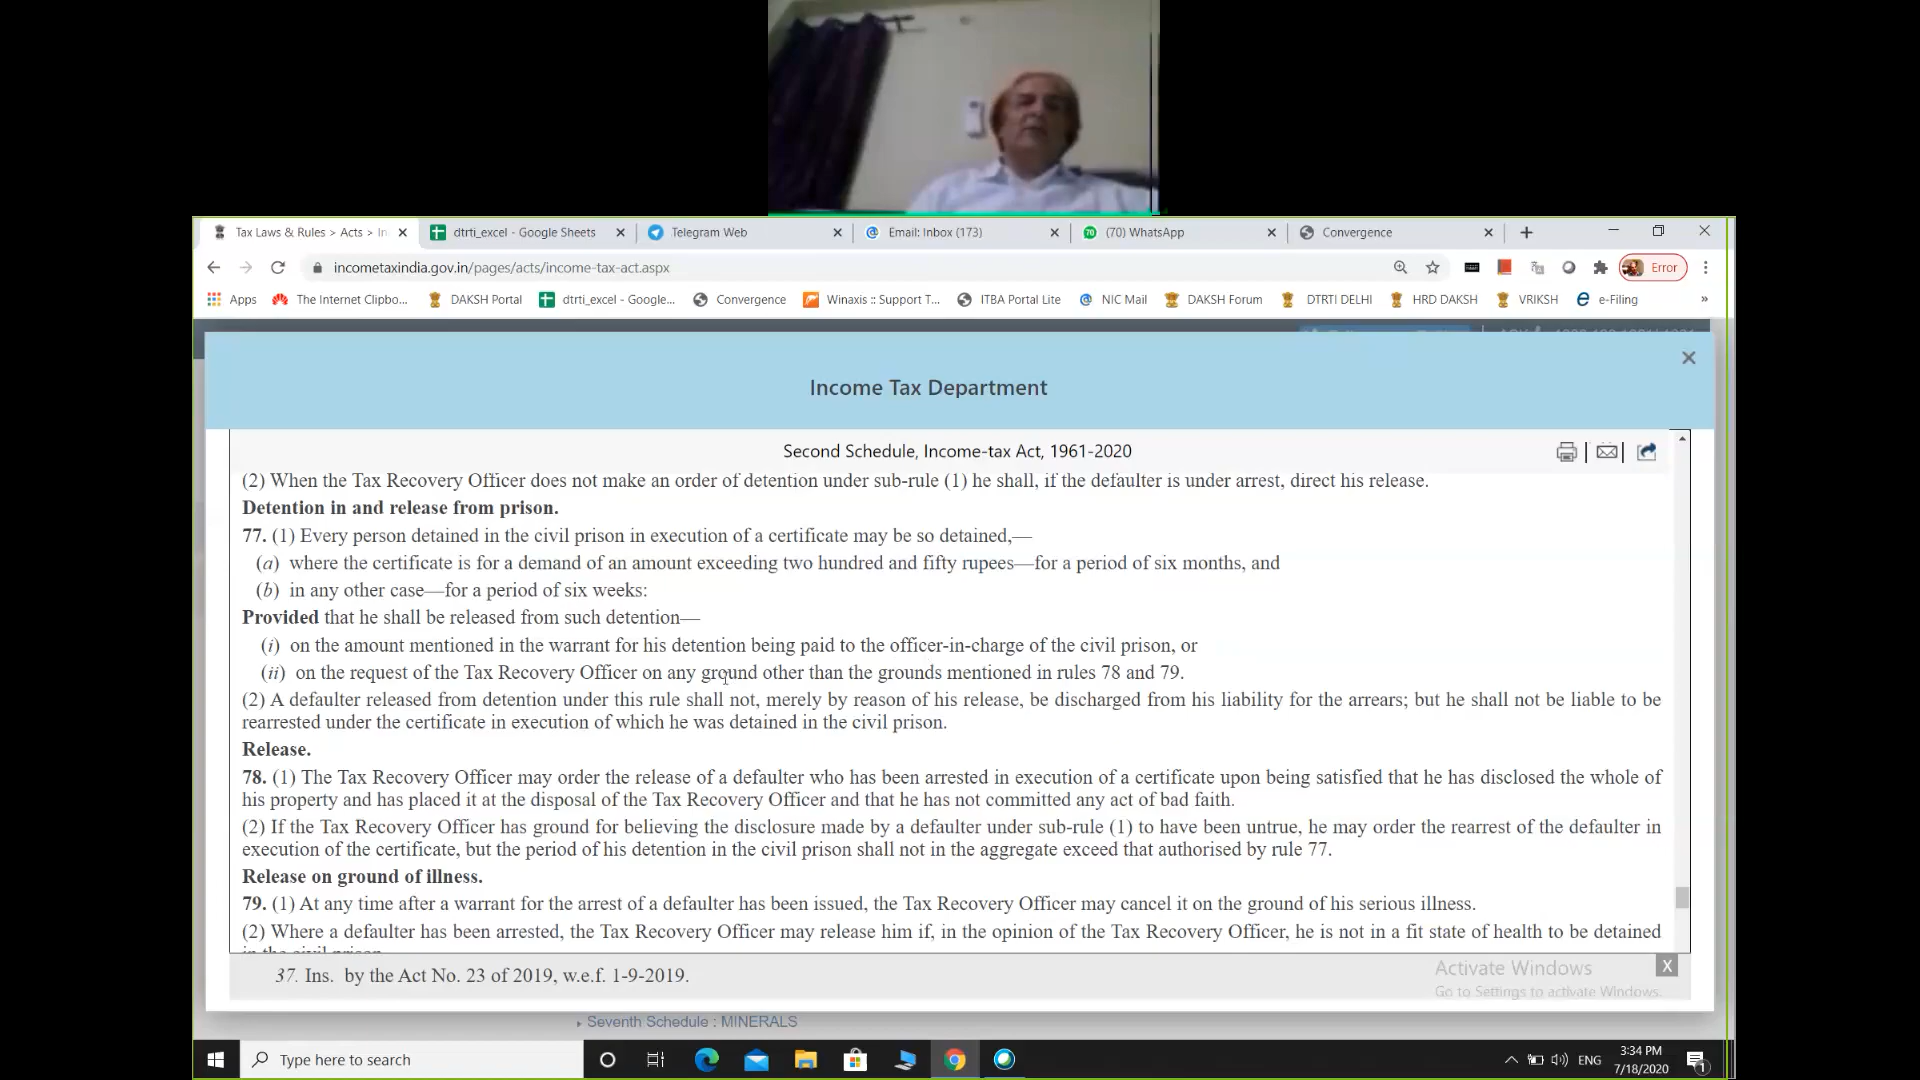 Tax Laws & Rules > Acts > In
dtrti_excel - Google Sheets
Telegram Web
Email: Inbox (173)
(70) WhatsApp
Convergence
incometaxindia.gov.in/pages/acts/income-tax-act.aspx
Error
Apps
The Internet Clipbo...
DAKSH Portal
dtrti_excel - Google...
Convergence
Winaxis :: Support T...
ITBA Portal Lite
NIC Mail
DAKSH Forum
DTRTI DELHI
HRD DAKSH
VRIKSH
e-Filing
Income Tax Department
Second Schedule, Income-tax Act, 1961-2020
(2) When the Tax Recovery Officer does not make an order of detention under sub-rule (1) he shall, if the defaulter is under arrest, direct his release.
Detention in and release from prison.
77. (1) Every person detained in the civil prison in execution of a certificate may be so detained,—
(a) where the certificate is for a demand of an amount exceeding two hundred and fifty rupees—for a period of six months, and
(b) in any other case—for a period of six weeks:
Provided that he shall be released from such detention—
(i) on the amount mentioned in the warrant for his detention being paid to the officer-in-charge of the civil prison, or
(ii) on the request of the Tax Recovery Officer on any ground other than the grounds mentioned in rules 78 and 79.
(2) A defaulter released from detention under this rule shall not, merely by reason of his release, be discharged from his liability for the arrears; but he shall not be liable to be
rearrested under the certificate in execution of which he was detained in the civil prison.
Release.
78. (1) The Tax Recovery Officer may order the release of a defaulter who has been arrested in execution of a certificate upon being satisfied that he has disclosed the whole of
his property and has placed it at the disposal of the Tax Recovery Officer and that he has not committed any act of bad faith.
(2) If the Tax Recovery Officer has ground for believing the disclosure made by a defaulter under sub-rule (1) to have been untrue, he may order the rearrest of the defaulter in
execution of the certificate, but the period of his detention in the civil prison shall not in the aggregate exceed that authorised by rule 77.
Release on ground of illness.
79. (1) At any time after a warrant for the arrest of a defaulter has been issued, the Tax Recovery Officer may cancel it on the ground of his serious illness.
(2) Where a defaulter has been arrested, the Tax Recovery Officer may release him if, in the opinion of the Tax Recovery Officer, he is not in a fit state of health to be detained
in the civil prison
37. Ins. by the Act No. 23 of 2019, w.e.f. 1-9-2019.
X
Activate Windows
Go to Settings to activate Windows.
Seventh Schedule : MINERALS
Type here to search
ENG
3:34 PM
7/18/2020
1